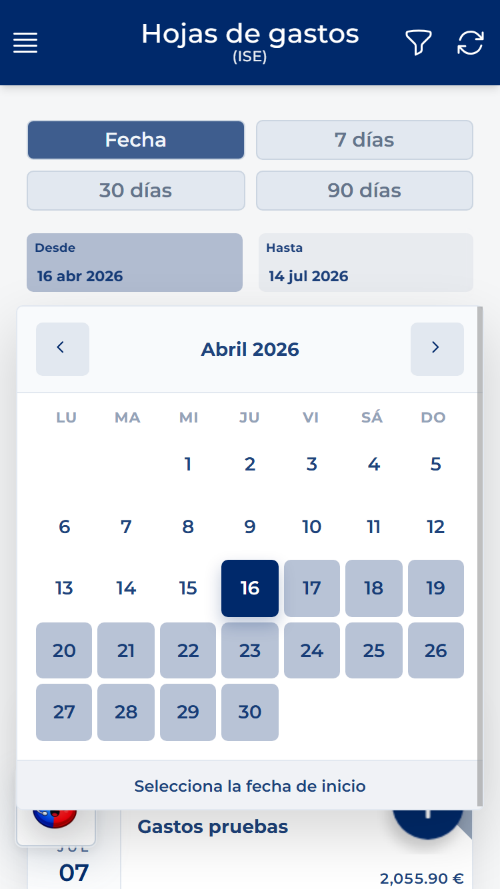 Hojas de gastos
(ISE)
Fecha
7 días
30 días
90 días
Desde
16 abr 2026
Hasta
14 jul 2026
Abril 2026
LU MA MI JU VI SÁ DO
1 2 3 4 5
6 7 8 9 10 11 12
13 14 15 16 17 18 19
20 21 22 23 24 25 26
27 28 29 30
Selecciona la fecha de inicio
Gastos pruebas
JUL
07
2,055.90 €